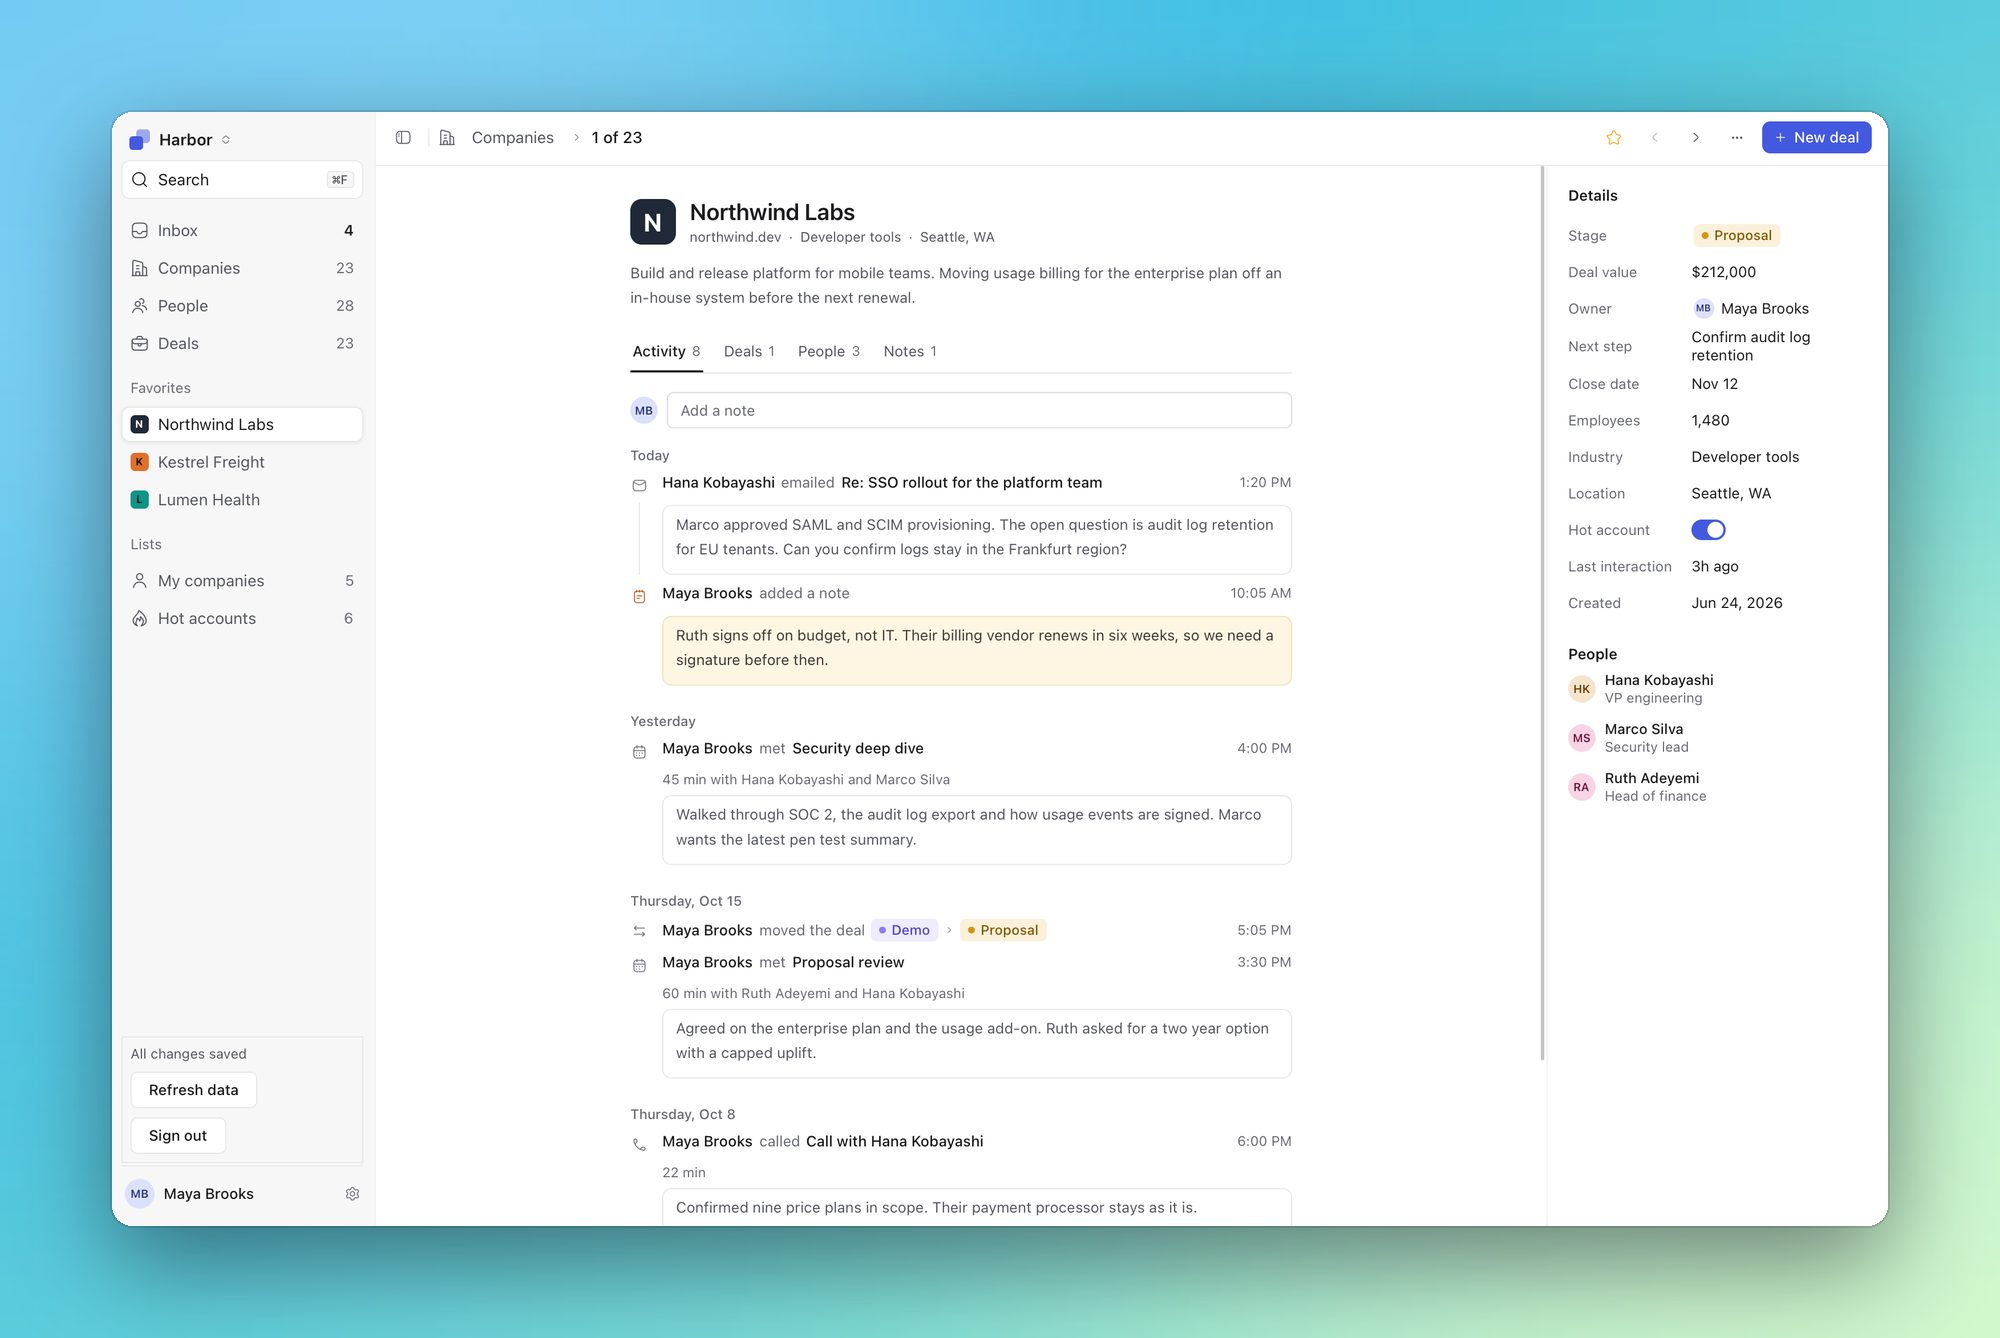 Harbor
Search ⌘F
Inbox 4
Companies 23
People 28
Deals 23
Favorites
N Northwind Labs
K Kestrel Freight
L Lumen Health
Lists
My companies 5
Hot accounts 6
All changes saved
Refresh data
Sign out
MB Maya Brooks
Companies › 1 of 23
+ New deal
N
Northwind Labs
northwind.dev · Developer tools · Seattle, WA
Build and release platform for mobile teams. Moving usage billing for the enterprise plan off an
in-house system before the next renewal.
Activity 8 Deals 1 People 3 Notes 1
MB Add a note
Today
Hana Kobayashi emailed Re: SSO rollout for the platform team 1:20 PM
Marco approved SAML and SCIM provisioning. The open question is audit log retention
for EU tenants. Can you confirm logs stay in the Frankfurt region?
Maya Brooks added a note 10:05 AM
Ruth signs off on budget, not IT. Their billing vendor renews in six weeks, so we need a
signature before then.
Yesterday
Maya Brooks met Security deep dive 4:00 PM
45 min with Hana Kobayashi and Marco Silva
Walked through SOC 2, the audit log export and how usage events are signed. Marco
wants the latest pen test summary.
Thursday, Oct 15
Maya Brooks moved the deal Demo › Proposal 5:05 PM
Maya Brooks met Proposal review 3:30 PM
60 min with Ruth Adeyemi and Hana Kobayashi
Agreed on the enterprise plan and the usage add-on. Ruth asked for a two year option
with a capped uplift.
Thursday, Oct 8
Maya Brooks called Call with Hana Kobayashi 6:00 PM
22 min
Confirmed nine price plans in scope. Their payment processor stays as it is.
Details
Stage Proposal
Deal value $212,000
Owner MB Maya Brooks
Next step Confirm audit log
retention
Close date Nov 12
Employees 1,480
Industry Developer tools
Location Seattle, WA
Hot account
Last interaction 3h ago
Created Jun 24, 2026
People
HK Hana Kobayashi
VP engineering
MS Marco Silva
Security lead
RA Ruth Adeyemi
Head of finance